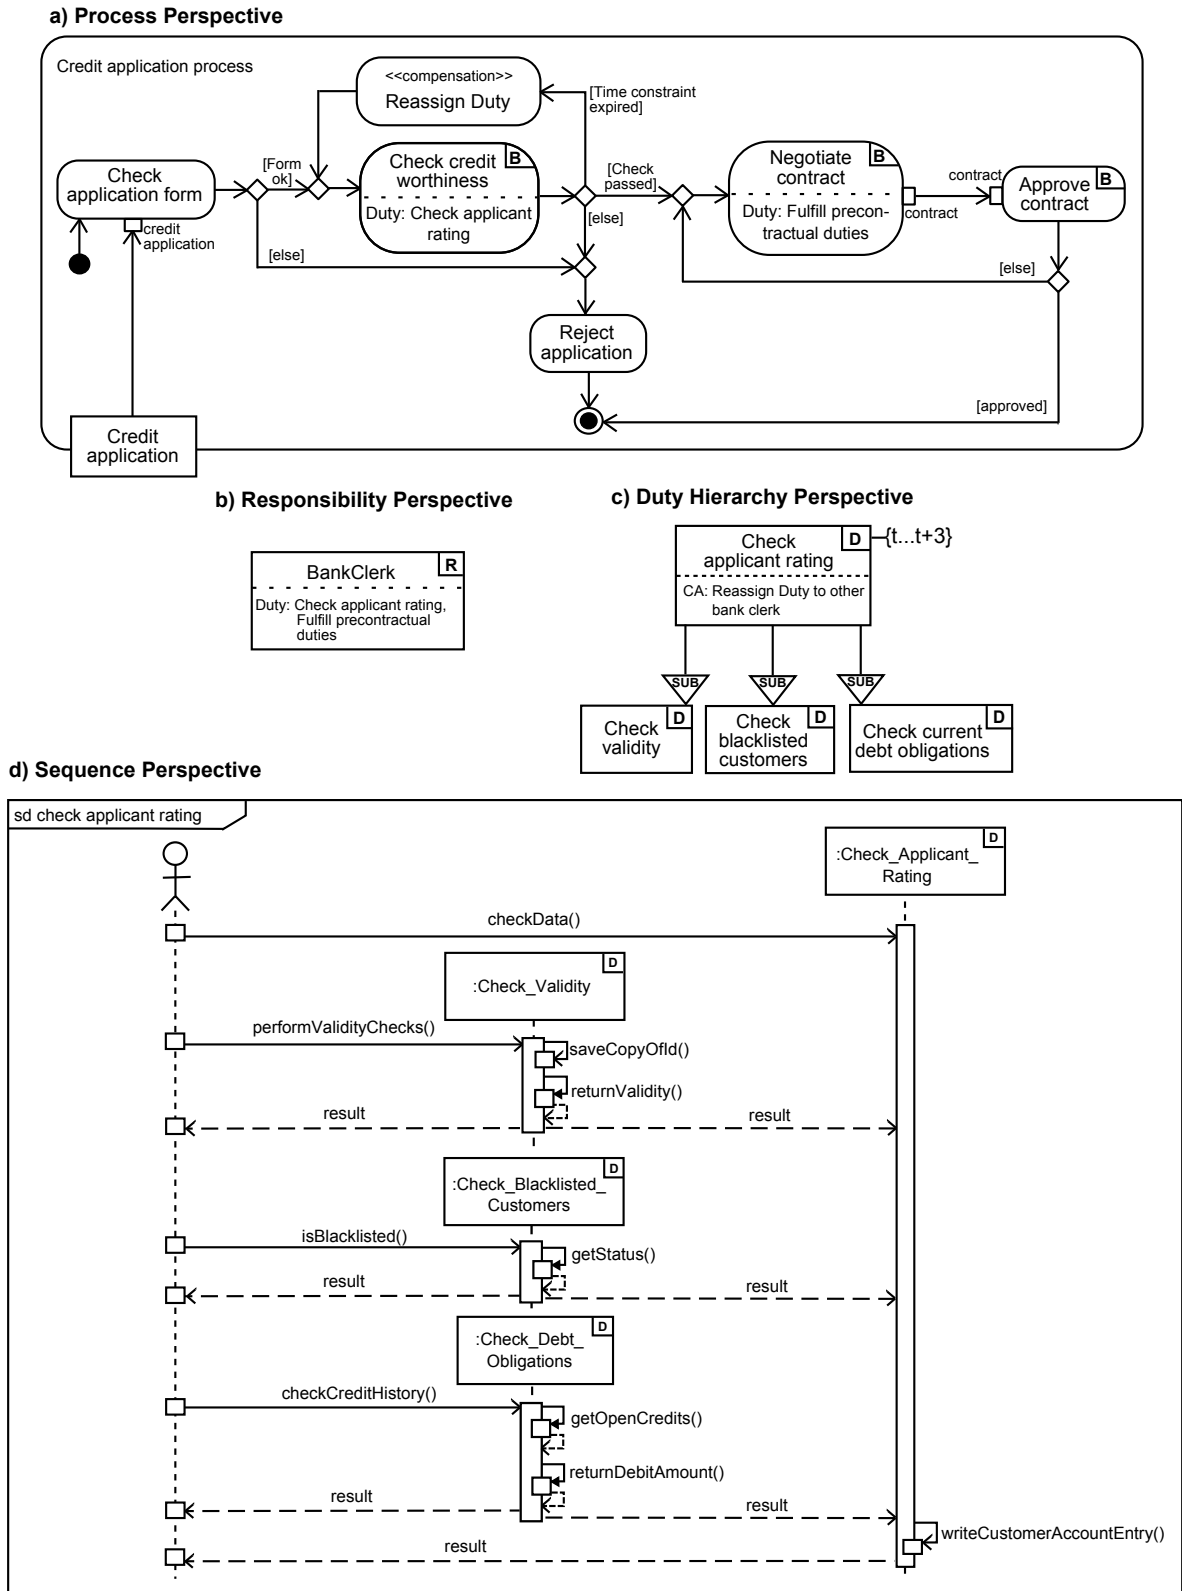 a) Process Perspective
Credit application process
<<compensation>>
Reassign Duty
[Time constraint
expired]
Check
application form
[Form
ok]
Check credit
worthiness
B
Duty: Check applicant
rating
[Check
passed]
[else]
Negotiate
contract
B
Duty: Fulfill precon-
tractual duties
contract
contract
Approve
contract
B
credit
application
[else]
[else]
Reject
application
[approved]
Credit
application
b) Responsibility Perspective
BankClerk
R
Duty: Check applicant rating,
Fulfill precontractual
duties
c) Duty Hierarchy Perspective
Check
applicant rating
D
{t...t+3}
CA: Reassign Duty to other
bank clerk
SUB
SUB
SUB
Check
validity
D
Check
blacklisted
customers
D
Check current
debt obligations
D
d) Sequence Perspective
sd check applicant rating
:Check_Applicant_
Rating
D
checkData()
:Check_Validity
D
performValidityChecks()
saveCopyOfId()
returnValidity()
result
result
:Check_Blacklisted_
Customers
D
isBlacklisted()
getStatus()
result
result
:Check_Debt_
Obligations
D
checkCreditHistory()
getOpenCredits()
returnDebitAmount()
result
result
writeCustomerAccountEntry()
result